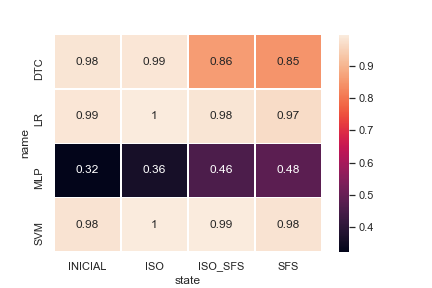 DTC 0.98 0.99 0.86 0.85
LR 0.99 1 0.98 0.97
MLP 0.32 0.36 0.46 0.48
SVM 0.98 1 0.99 0.98
name
INICIAL ISO ISO_SFS SFS
state
0.9
0.8
0.7
0.6
0.5
0.4